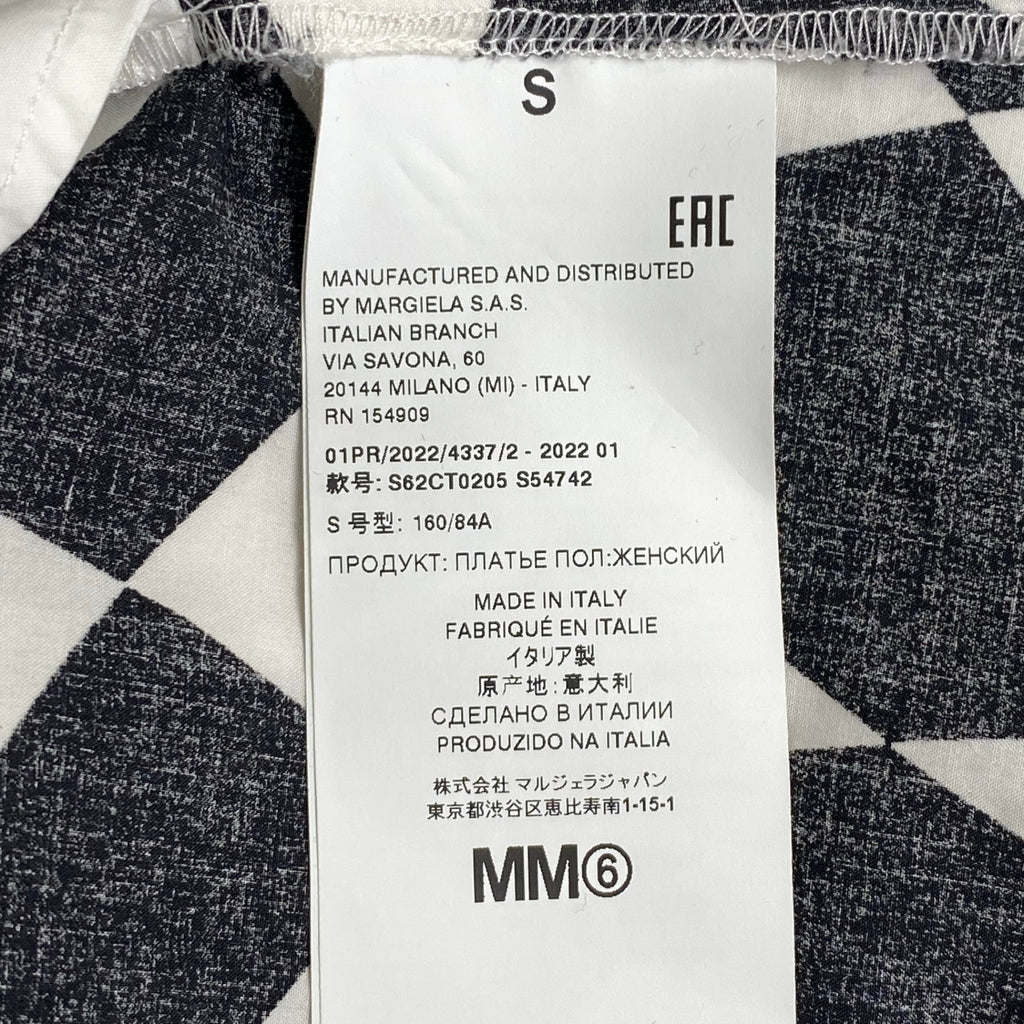 S
EAC
MANUFACTURED AND DISTRIBUTED
BY MARGIELA S.A.S.
ITALIAN BRANCH
VIA SAVONA, 60
20144 MILANO (MI) - ITALY
RN 154909
01PR/2022/4337/2 - 2022 01
款号: S62CT0205 S54742
S 号型: 160/84A
ПРОДУКТ: ПЛАТЬЕ ПОЛ:ЖЕНСКИЙ
MADE IN ITALY
FABRIQUÉ EN ITALIE
イタリア製
原产地:意大利
СДЕЛАНО В ИТАЛИИ
PRODUZIDO NA ITALIA
株式会社 マルジェラジャパン
東京都渋谷区恵比寿南1-15-1
MM⑥